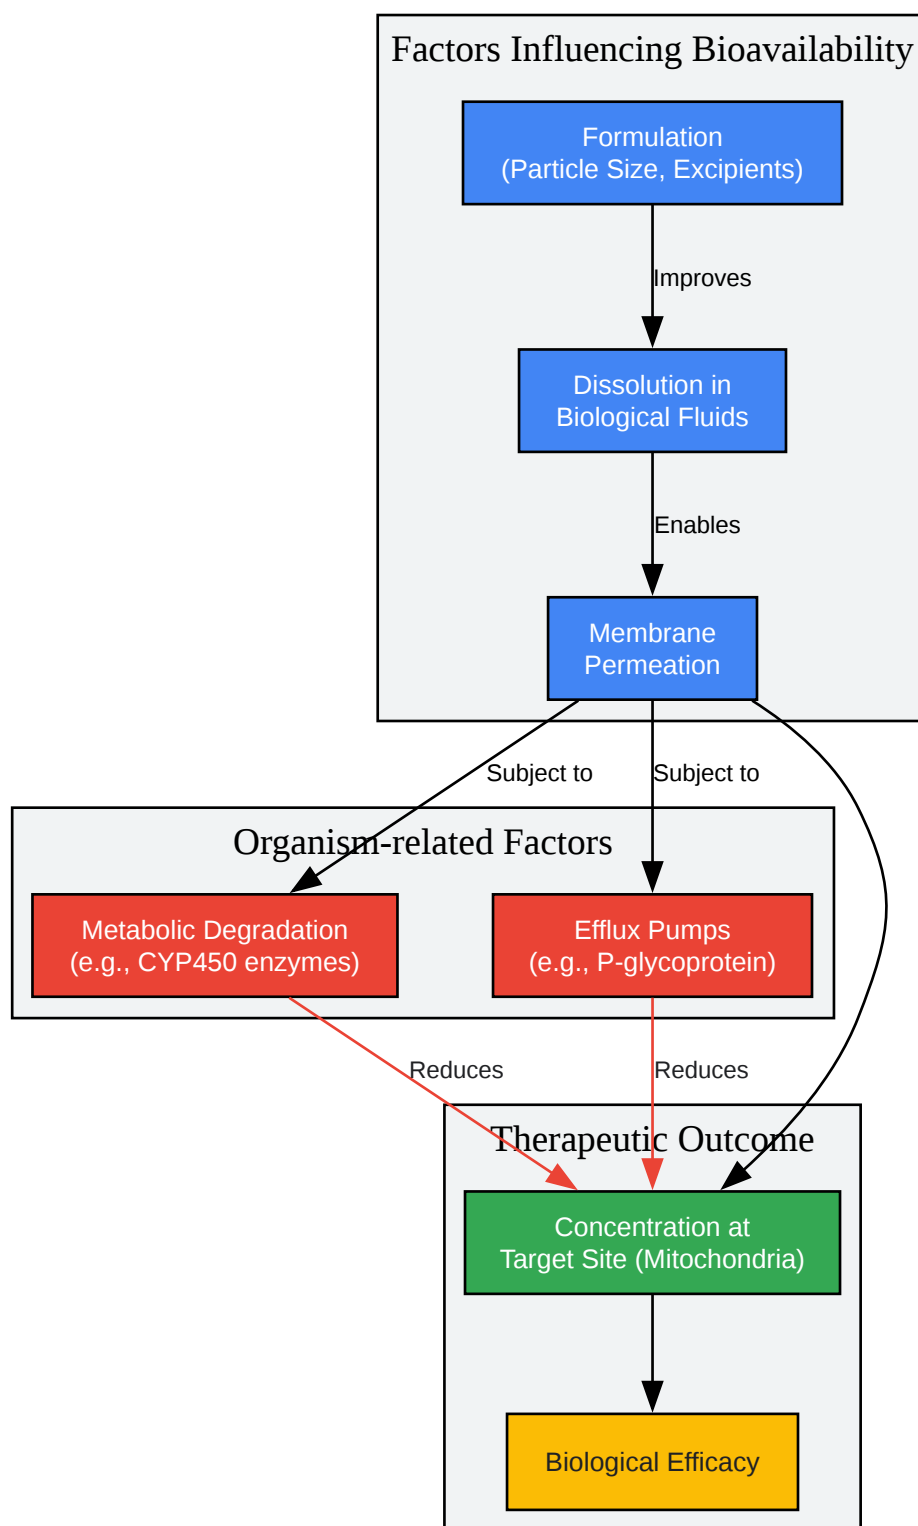 Factors Influencing Bioavailability
Formulation
(Particle Size, Excipients)
Improves
Dissolution in
Biological Fluids
Enables
Membrane
Permeation
Subject to
Subject to
Organism-related Factors
Metabolic Degradation
(e.g., CYP450 enzymes)
Efflux Pumps
(e.g., P-glycoprotein)
Reduces
Reduces
Therapeutic Outcome
Concentration at
Target Site (Mitochondria)
Biological Efficacy